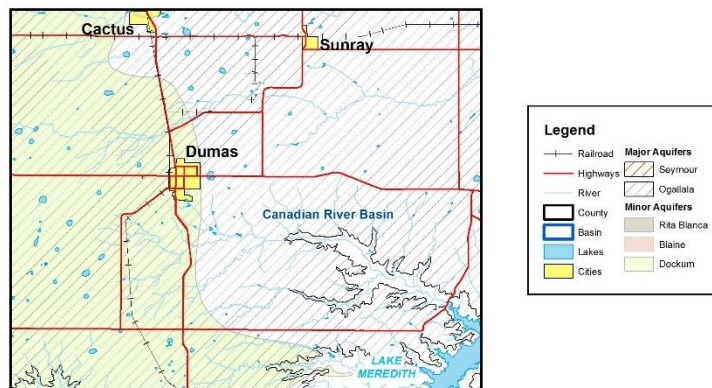 Cactus
Sunray
Dumas
Canadian River Basin
LAKE
MEREDITH
Legend
Railroad
Highways
River
County
Basin
Lakes
Cities
Major Aquifers
Seymour
Ogallala
Minor Aquifers
Rita Blanca
Blaine
Dockum